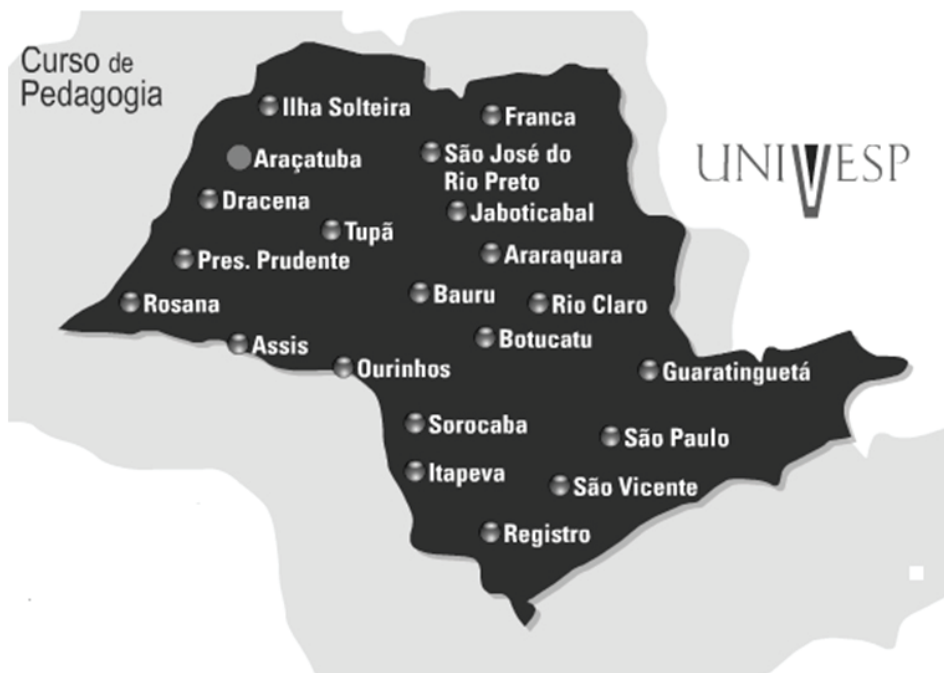 Curso de
Pedagogia
Ilha Solteira
Franca
UNIVESP
Araçatuba
São José do
Rio Preto
Dracena
Jaboticabal
Tupã
Araraquara
Pres. Prudente
Bauru
Rio Claro
Rosana
Botucatu
Assis
Ourinhos
Guaratinguetá
Sorocaba
São Paulo
Itapeva
São Vicente
Registro